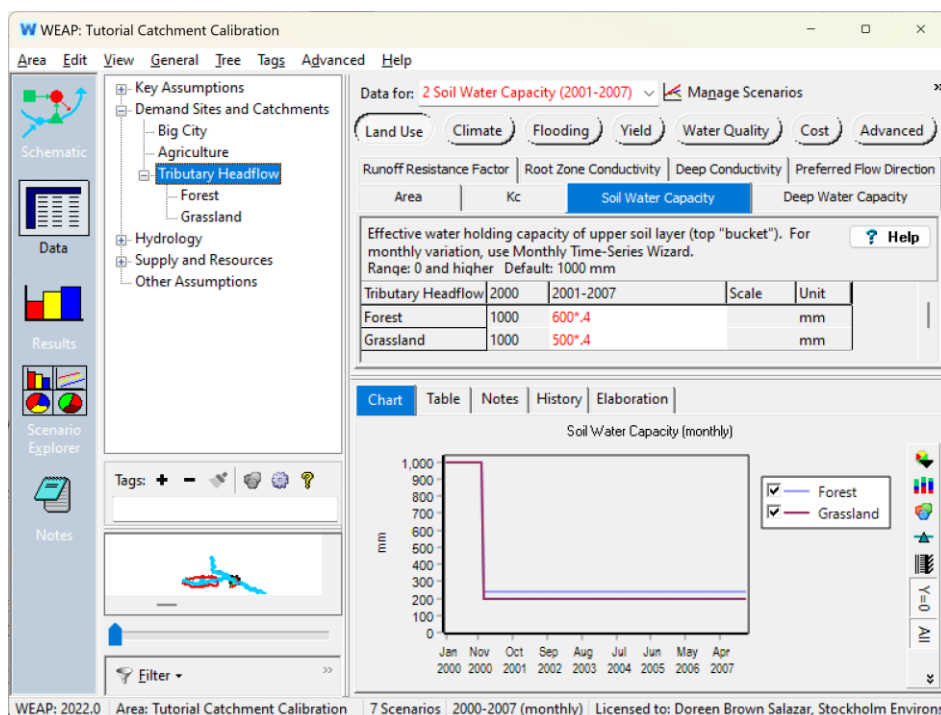 WEAP: Tutorial Catchment Calibration
Area Edit View General Tree Tags Advanced Help
Schematic
Data
Results
Scenario
Explorer
Notes
Key Assumptions
Demand Sites and Catchments
Big City
Agriculture
Tributary Headflow
Forest
Grassland
Hydrology
Supply and Resources
Other Assumptions
Tags:
Filter
Data for: 2 Soil Water Capacity (2001-2007) Manage Scenarios
Land Use Climate Flooding Yield Water Quality Cost Advanced
Runoff Resistance Factor Root Zone Conductivity Deep Conductivity Preferred Flow Direction
Area Kc Soil Water Capacity Deep Water Capacity
Effective water holding capacity of upper soil layer (top "bucket"). For
monthly variation, use Monthly Time-Series Wizard.
Range: 0 and higher Default: 1000 mm
? Help
Tributary Headflow 2000 2001-2007 Scale Unit
Forest 1000 600*.4 mm
Grassland 1000 500*.4 mm
Chart Table Notes History Elaboration
Soil Water Capacity (monthly)
mm
1,000
900
800
700
600
500
400
300
200
100
0
Jan Nov Oct Sep Aug Jul Jun May Apr
2000 2000 2001 2002 2003 2004 2005 2006 2007
Forest
Grassland
Y=0
All
WEAP: 2022.0 Area: Tutorial Catchment Calibration 7 Scenarios 2000-2007 (monthly) Licensed to: Doreen Brown Salazar, Stockholm Environs